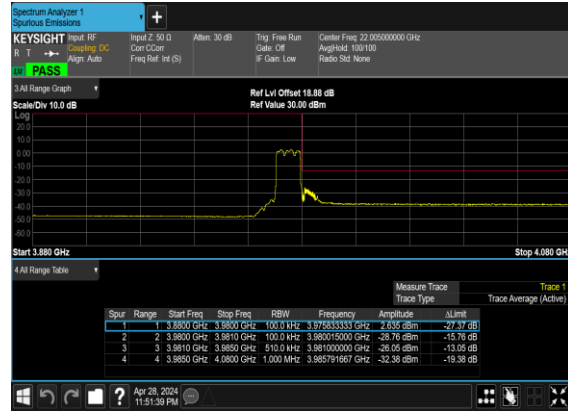 Spectrum Analyzer 1
Spurious Emissions
KEYSIGHT Input: RF Input Z: 50 Ω Atten: 30 dB Trig: Free Run Center Freq: 22.005000000 GHz
R T Coupling: DC Corr CCorr Gate: Off Avg|Hold: 100/100
Align: Auto Freq Ref: Int (S) IF Gain: Low Radio Std: None
PASS
3 All Range Graph
Ref Lvl Offset 18.88 dB
Scale/Div 10.0 dB Ref Value 30.00 dBm
Log
20.0
10.0
0.00
-10.0
-20.0
-30.0
-40.0
-50.0
-60.0
Start 3.880 GHz Stop 4.080 GH
4 All Range Table
Measure Trace Trace 1
Trace Type Trace Average (Active)
Spur Range Start Freq Stop Freq RBW Frequency Amplitude ΔLimit
1 1 3.8800 GHz 3.9800 GHz 100.0 kHz 3.975833333 GHz 2.635 dBm -27.37 dB
2 2 3.9800 GHz 3.9810 GHz 100.0 kHz 3.980015000 GHz -28.76 dBm -15.76 dB
3 3 3.9810 GHz 3.9850 GHz 510.0 kHz 3.981000000 GHz -26.05 dBm -13.05 dB
4 4 3.9850 GHz 4.0800 GHz 1.000 MHz 3.985791667 GHz -32.38 dBm -19.38 dB
? Apr 28, 2024
11:51:39 PM